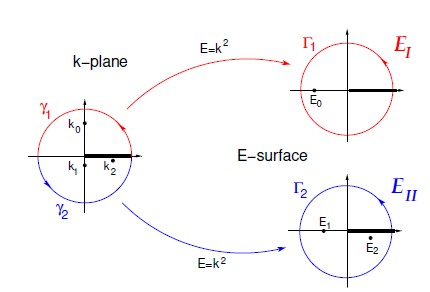 E=k²
Γ₁
E_I
k−plane
E₀
γ₁
k₀
k₁
k₂
E−surface
γ₂
Γ₂
E_II
E₁
E₂
E=k²